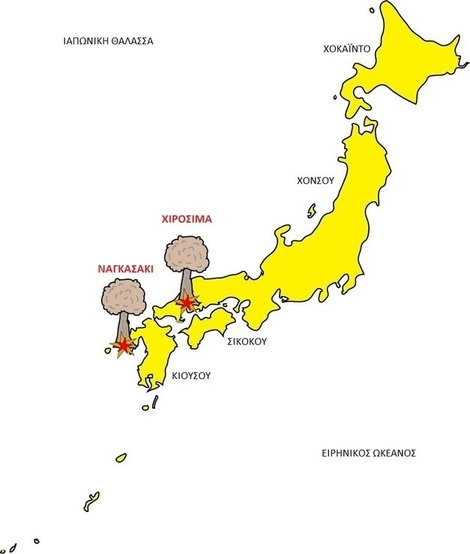 ΙΑΠΩΝΙΚΗ ΘΑΛΑΣΣΑ
ΧΟΚΑΪΝΤΟ
ΧΟΝΣΟΥ
ΧΙΡΟΣΙΜΑ
ΝΑΓΚΑΣΑΚΙ
ΣΙΚΟΚΟΥ
ΚΙΟΥΣΟΥ
ΕΙΡΗΝΙΚΟΣ ΩΚΕΑΝΟΣ